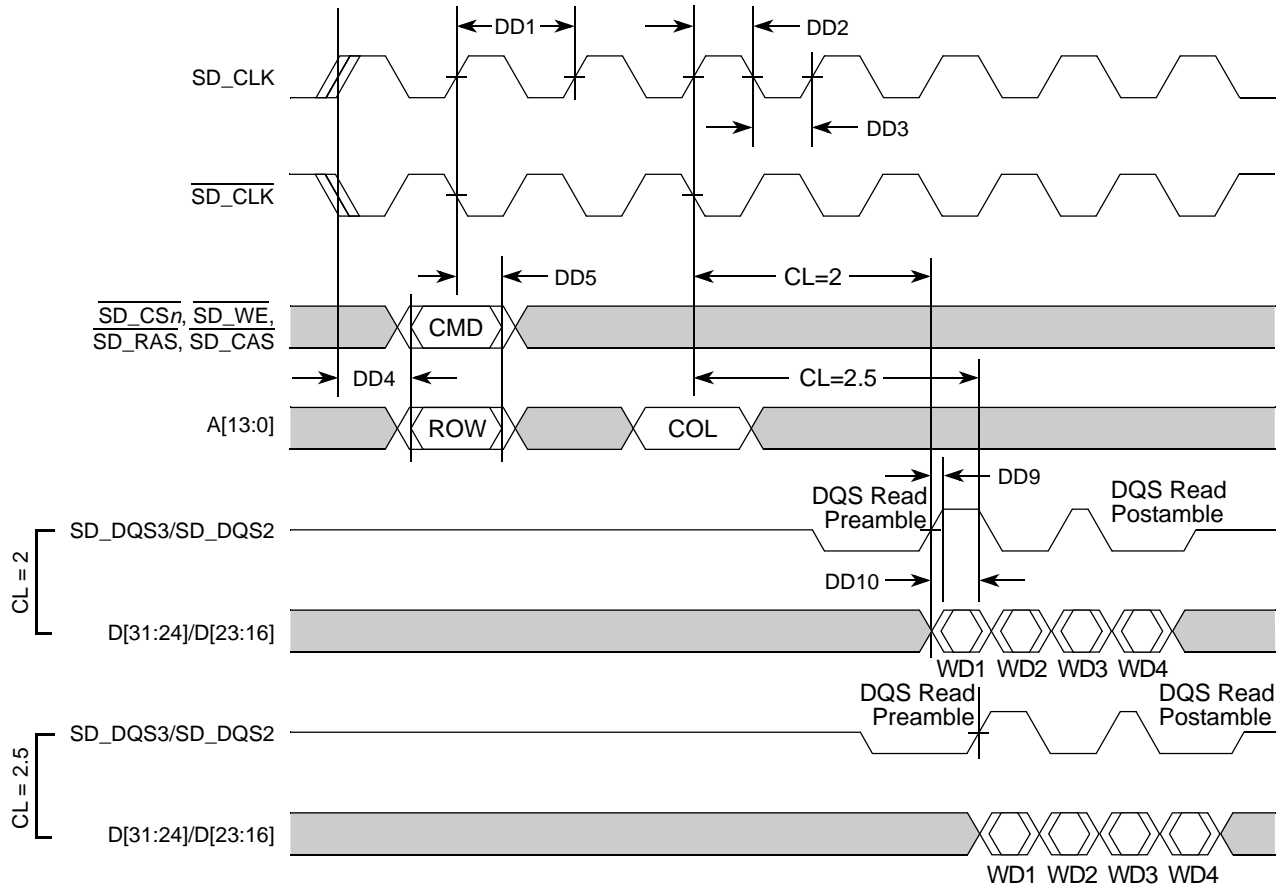 DD1
DD2
SD_CLK
DD3
SD_CLK
CL=2
DD5
SD_CSn, SD_WE,
SD_RAS, SD_CAS
CMD
DD4
CL=2.5
A[13:0]
ROW
COL
DD9
DQS Read
Preamble
DQS Read
Postamble
SD_DQS3/SD_DQS2
CL = 2
DD10
D[31:24]/D[23:16]
WD1 WD2 WD3 WD4
DQS Read
Preamble
DQS Read
Postamble
SD_DQS3/SD_DQS2
CL = 2.5
D[31:24]/D[23:16]
WD1 WD2 WD3 WD4